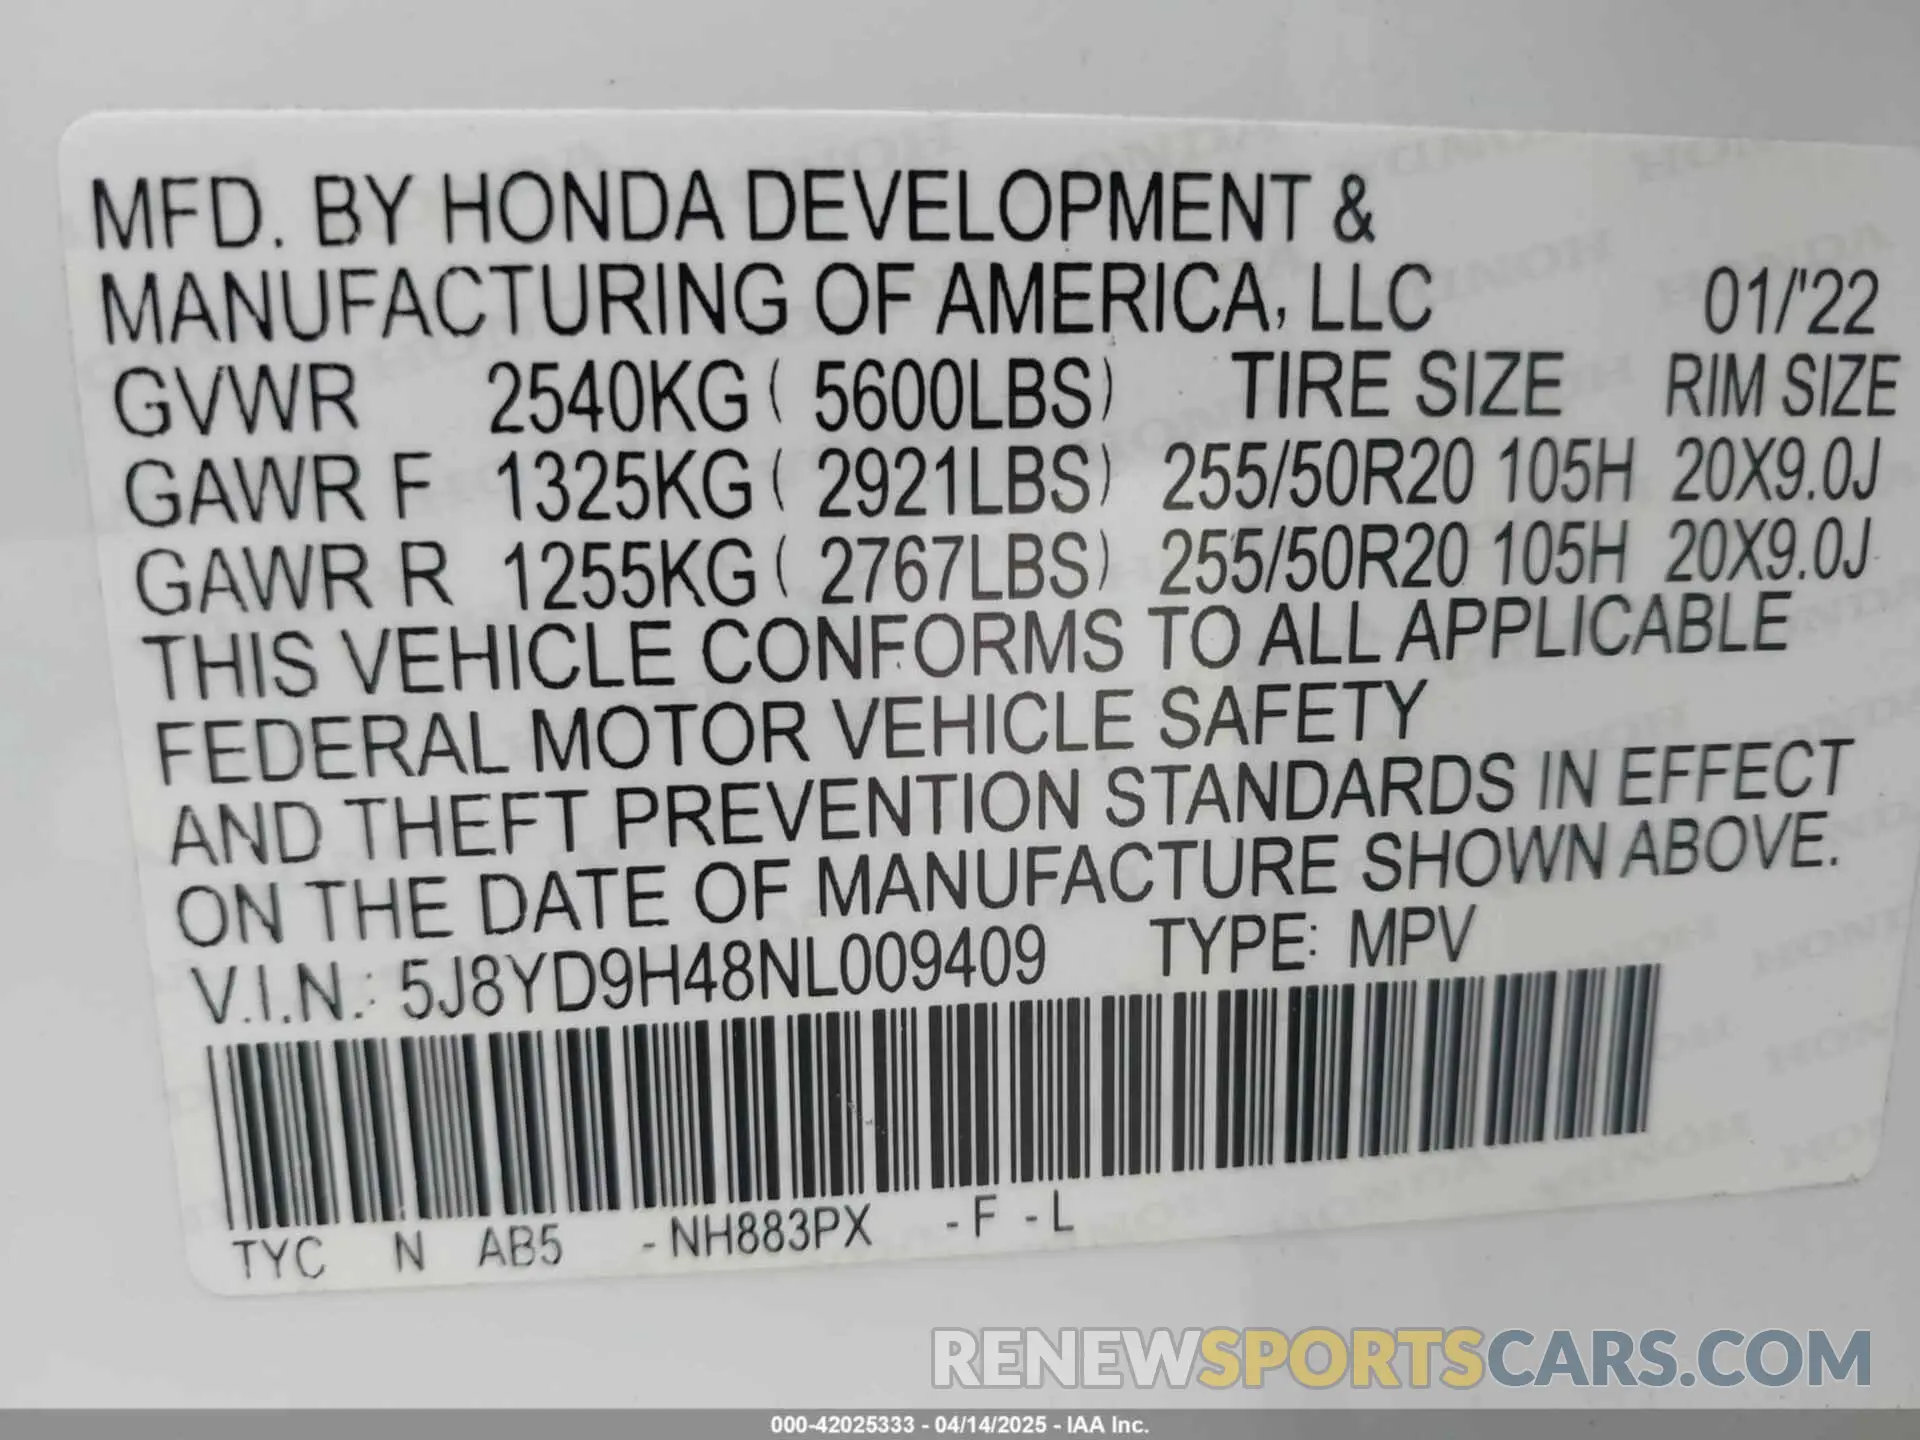 MFD. BY HONDA DEVELOPMENT &
MANUFACTURING OF AMERICA, LLC 01/'22
GVWR 2540KG ( 5600LBS) TIRE SIZE RIM SIZE
GAWR F 1325KG ( 2921LBS) 255/50R20 105H 20X9.0J
GAWR R 1255KG ( 2767LBS) 255/50R20 105H 20X9.0J
THIS VEHICLE CONFORMS TO ALL APPLICABLE
FEDERAL MOTOR VEHICLE SAFETY
AND THEFT PREVENTION STANDARDS IN EFFECT
ON THE DATE OF MANUFACTURE SHOWN ABOVE.
V.I.N.: 5J8YD9H48NL009409 TYPE: MPV
TYC N AB5 -NH883PX -F -L
RENEWSPORTSCARS.COM
000-42025333 - 04/14/2025 - IAA Inc.